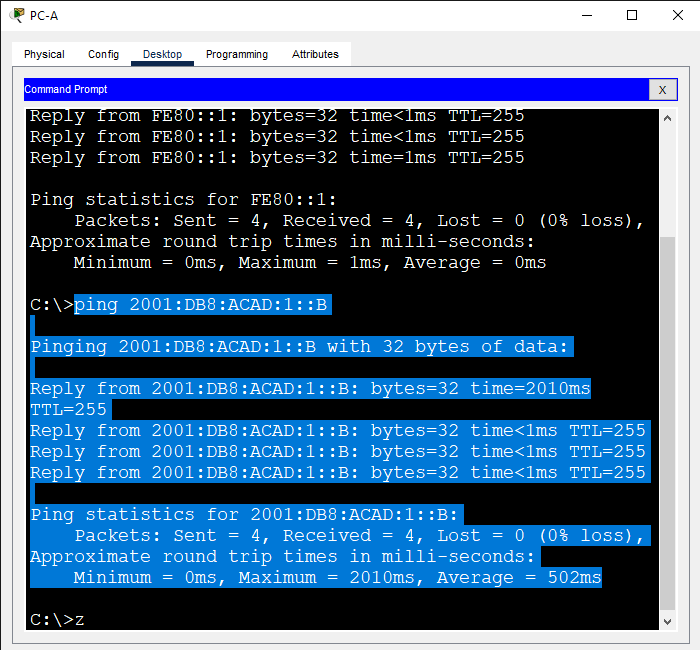 PC-A
Physical Config Desktop Programming Attributes
Command Prompt X
Reply from FE80::1: bytes=32 time<1ms TTL=255
Reply from FE80::1: bytes=32 time<1ms TTL=255
Reply from FE80::1: bytes=32 time=1ms TTL=255
Ping statistics for FE80::1:
Packets: Sent = 4, Received = 4, Lost = 0 (0% loss),
Approximate round trip times in milli-seconds:
Minimum = 0ms, Maximum = 1ms, Average = 0ms
C:\>ping 2001:DB8:ACAD:1::B
Pinging 2001:DB8:ACAD:1::B with 32 bytes of data:
Reply from 2001:DB8:ACAD:1::B: bytes=32 time=2010ms
TTL=255
Reply from 2001:DB8:ACAD:1::B: bytes=32 time<1ms TTL=255
Reply from 2001:DB8:ACAD:1::B: bytes=32 time<1ms TTL=255
Reply from 2001:DB8:ACAD:1::B: bytes=32 time<1ms TTL=255
Ping statistics for 2001:DB8:ACAD:1::B:
Packets: Sent = 4, Received = 4, Lost = 0 (0% loss),
Approximate round trip times in milli-seconds:
Minimum = 0ms, Maximum = 2010ms, Average = 502ms
C:\>z